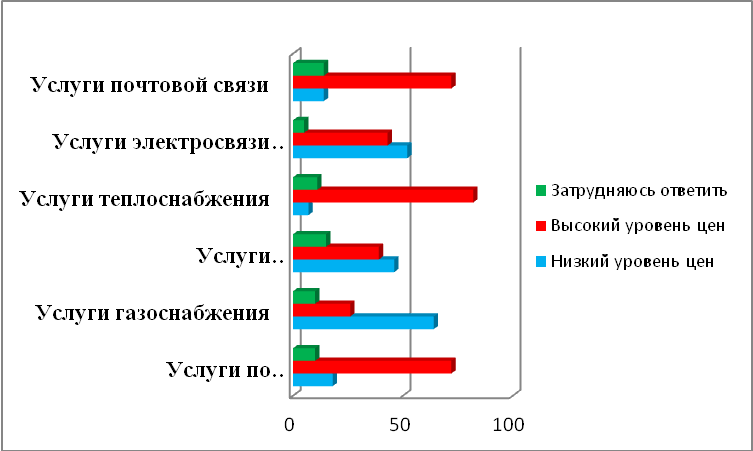 Услуги почтовой связи
Услуги электросвязи..
Услуги теплоснабжения
Услуги..
Услуги газоснабжения
Услуги по..
0 50 100
Затрудняюсь ответить
Высокий уровень цен
Низкий уровень цен